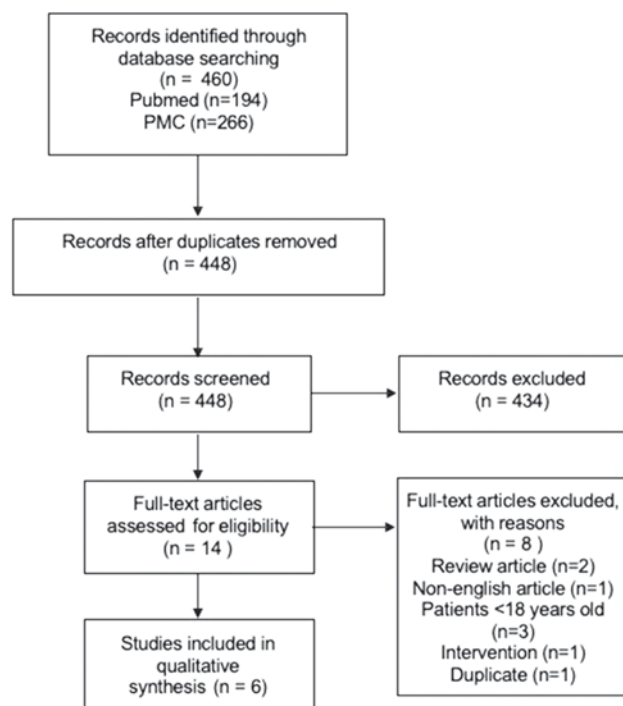 Records identified through
database searching
(n = 460)
Pubmed (n=194)
PMC (n=266)
Records after duplicates removed
(n = 448)
Records screened
(n = 448)
Records excluded
(n = 434)
Full-text articles
assessed for eligibility
(n = 14 )
Full-text articles excluded,
with reasons
(n = 8 )
Review article (n=2)
Non-english article (n=1)
Patients <18 years old
(n=3)
Intervention (n=1)
Duplicate (n=1)
Studies included in
qualitative
synthesis (n = 6)